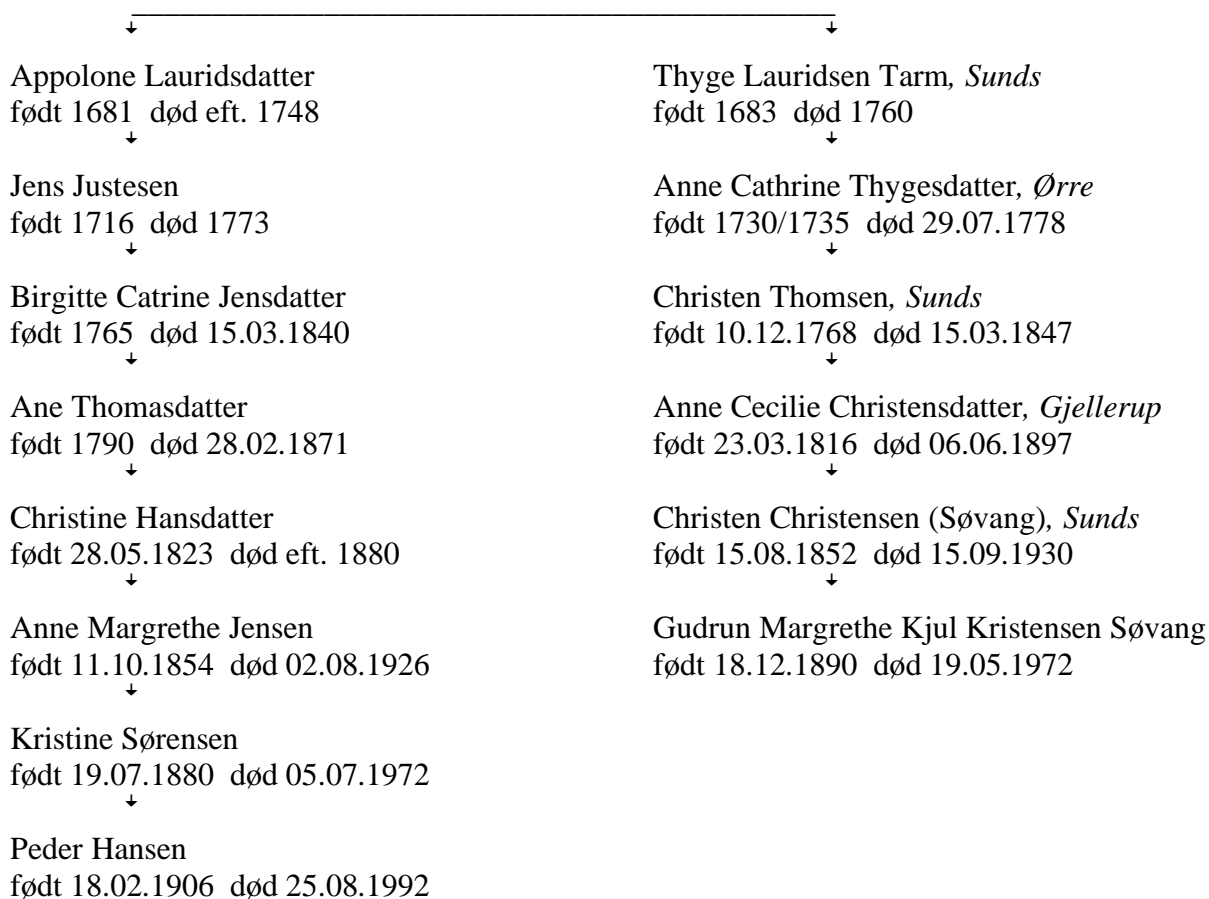 Appolone Lauridsdatter
født 1681 død eft. 1748
Jens Justesen
født 1716 død 1773
Birgitte Catrine Jensdatter
født 1765 død 15.03.1840
Ane Thomasdatter
født 1790 død 28.02.1871
Christine Hansdatter
født 28.05.1823 død eft. 1880
Anne Margrethe Jensen
født 11.10.1854 død 02.08.1926
Kristine Sørensen
født 19.07.1880 død 05.07.1972
Peder Hansen
født 18.02.1906 død 25.08.1992
Thyge Lauridsen Tarm, Sunds
født 1683 død 1760
Anne Cathrine Thygesdatter, Ørre
født 1730/1735 død 29.07.1778
Christen Thomsen, Sunds
født 10.12.1768 død 15.03.1847
Anne Cecilie Christensdatter, Gjellerup
født 23.03.1816 død 06.06.1897
Christen Christensen (Søvang), Sunds
født 15.08.1852 død 15.09.1930
Gudrun Margrethe Kjul Kristensen Søvang
født 18.12.1890 død 19.05.1972